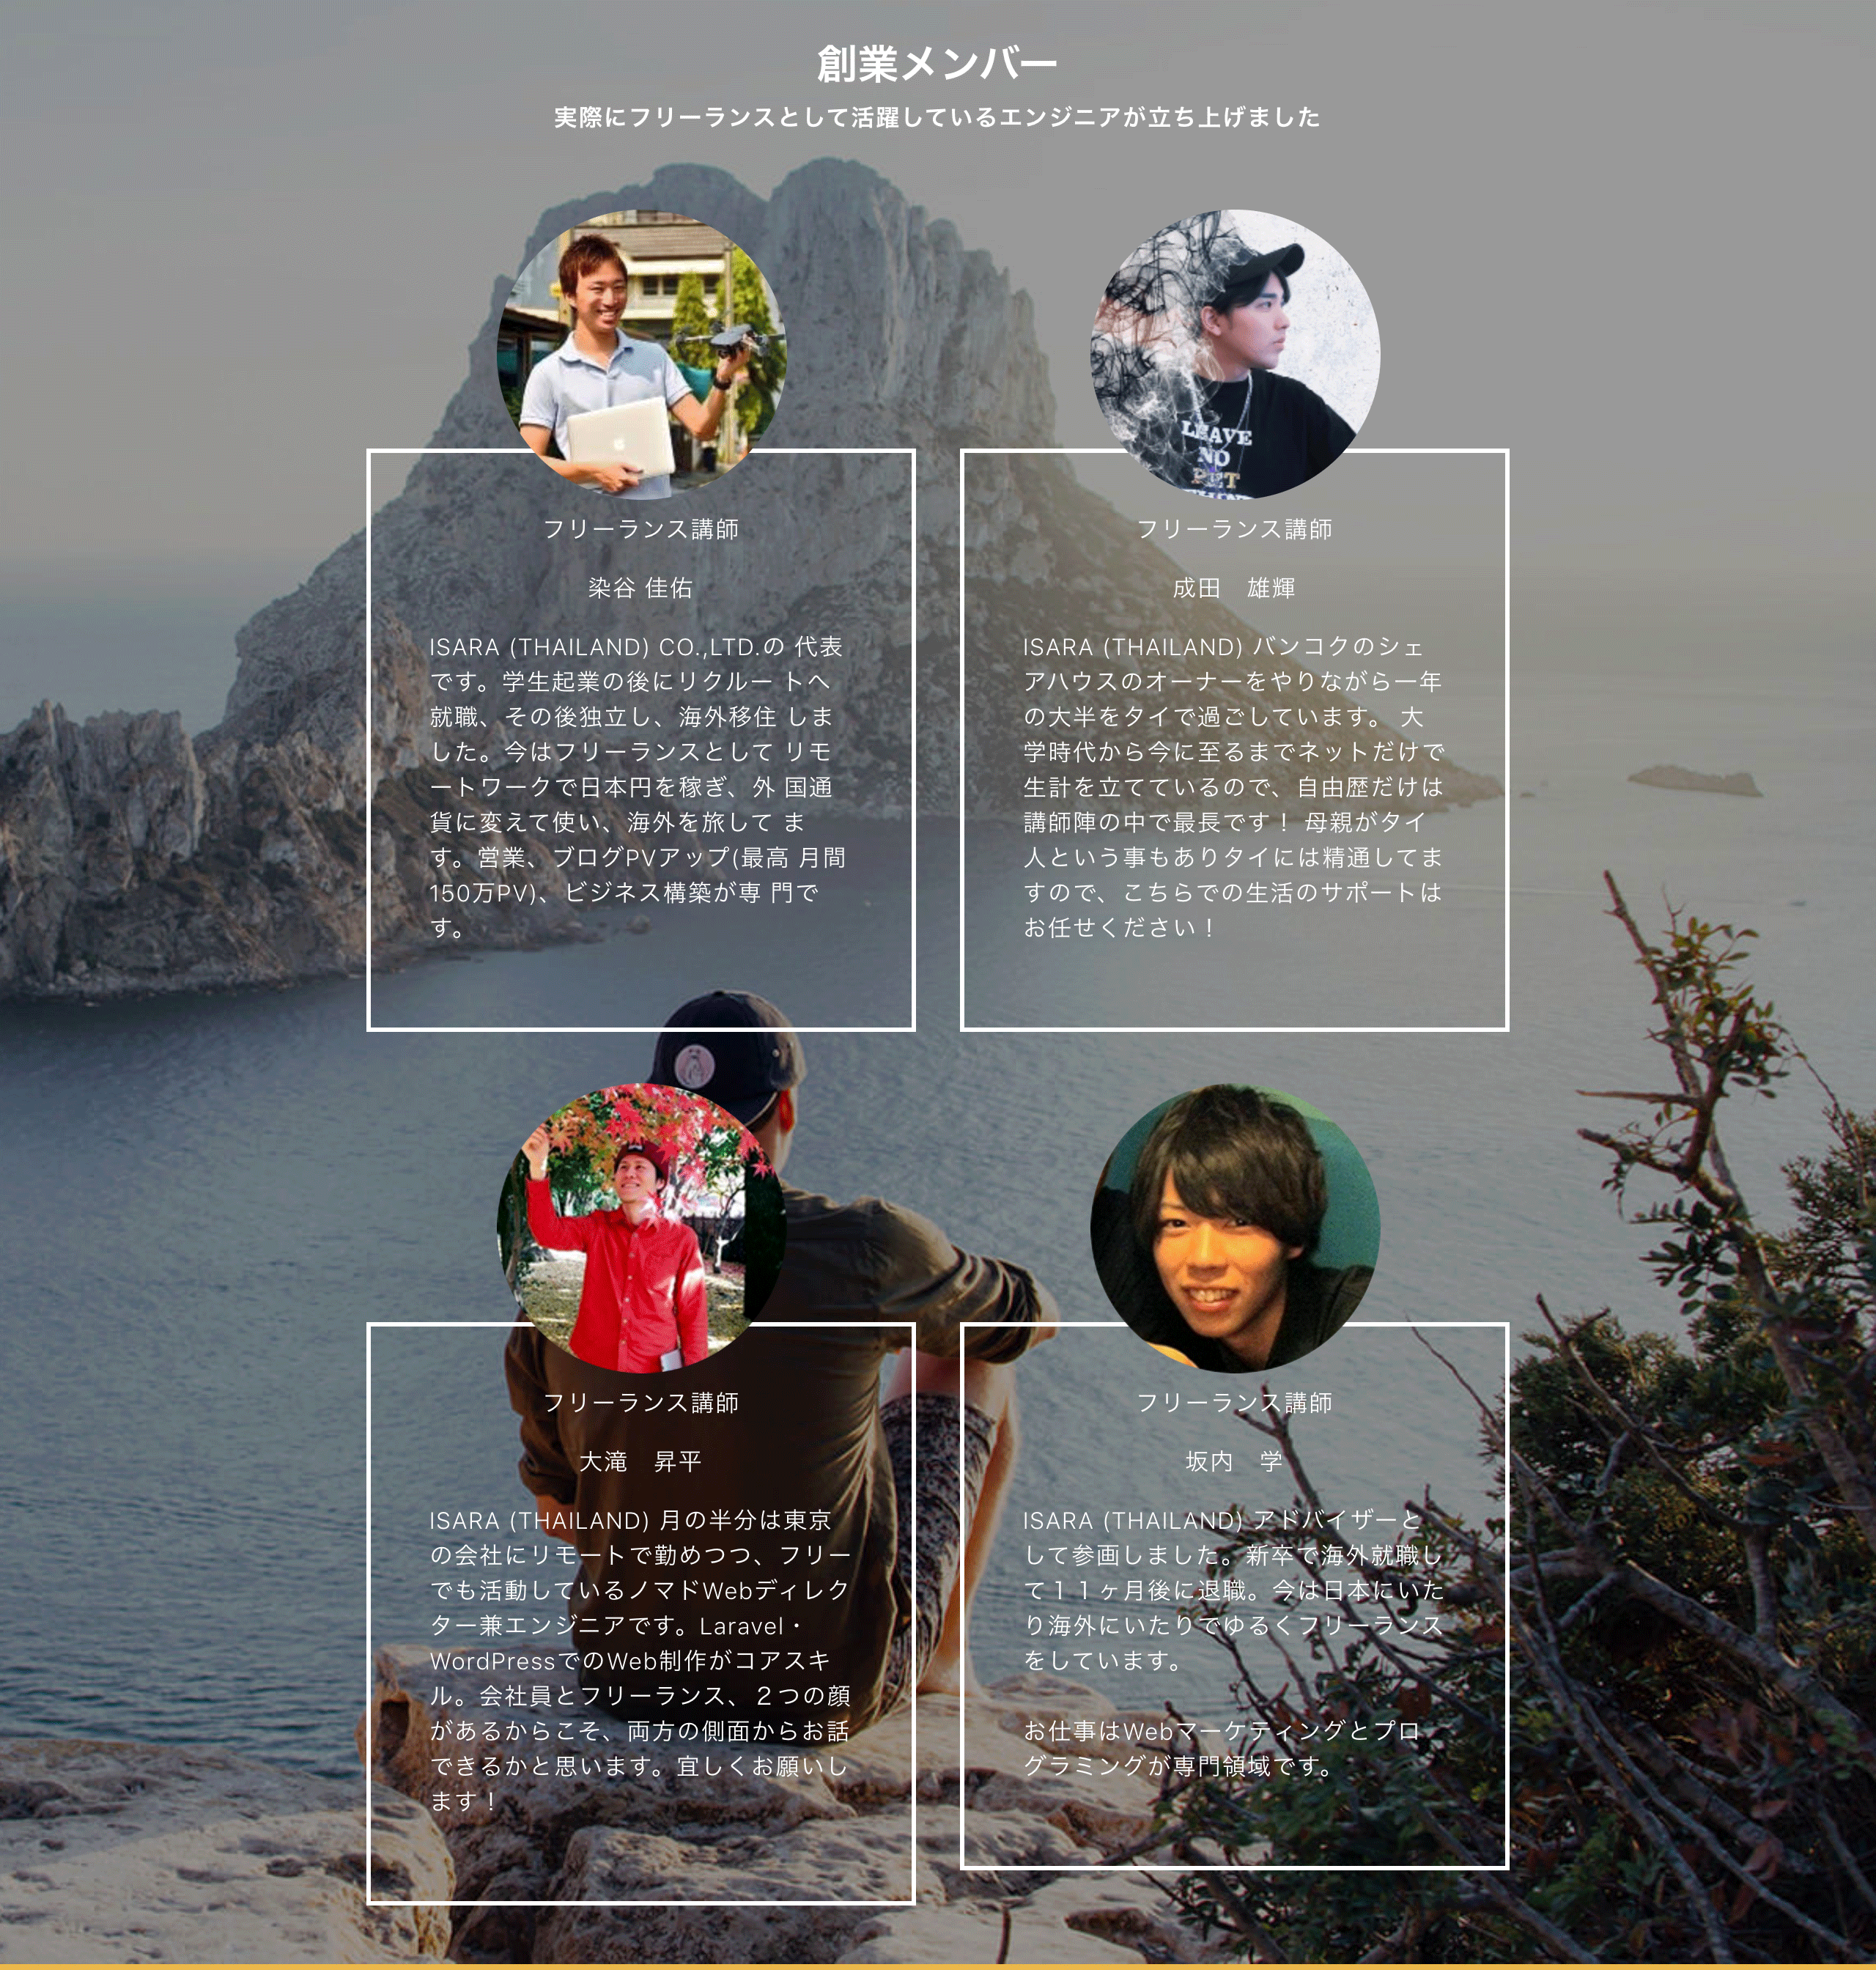 創業メンバー
実際にフリーランスとして活躍しているエンジニアが立ち上げました
LEAVE
NO
PET
フリーランス講師
染谷 佳佑
ISARA (THAILAND) CO.,LTD.の 代表
です。学生起業の後にリクルー トへ
就職、その後独立し、海外移住 しま
した。今はフリーランスとして リモ
ートワークで日本円を稼ぎ、外 国通
貨に変えて使い、海外を旅して ま
す。営業、ブログPVアップ(最高 月間
150万PV)、ビジネス構築が専 門で
す。
フリーランス講師
成田　雄輝
ISARA (THAILAND) バンコクのシェ
アハウスのオーナーをやりながら一年
の大半をタイで過ごしています。 大
学時代から今に至るまでネットだけで
生計を立てているので、自由歴だけは
講師陣の中で最長です！ 母親がタイ
人という事もありタイには精通してま
すので、こちらでの生活のサポートは
お任せください！
フリーランス講師
大滝　昇平
ISARA (THAILAND) 月の半分は東京
の会社にリモートで勤めつつ、フリー
でも活動しているノマドWebディレク
ター兼エンジニアです。Laravel・
WordPressでのWeb制作がコアスキ
ル。会社員とフリーランス、２つの顔
があるからこそ、両方の側面からお話
できるかと思います。宜しくお願いし
ます！
フリーランス講師
坂内　学
ISARA (THAILAND) アドバイザーと
して参画しました。新卒で海外就職し
て１１ヶ月後に退職。今は日本にいた
り海外にいたりでゆるくフリーランス
をしています。
お仕事はWebマーケティングとプロ
グラミングが専門領域です。